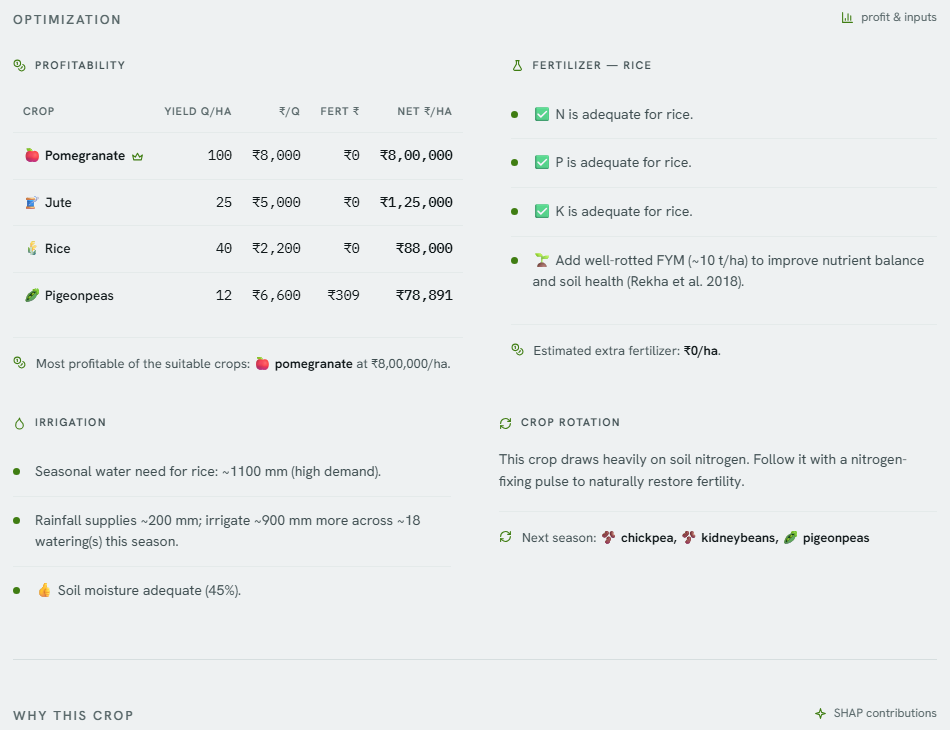 OPTIMIZATION
profit & inputs
PROFITABILITY
CROP YIELD Q/HA ₹/Q FERT ₹ NET ₹/HA
Pomegranate 100 ₹8,000 ₹0 ₹8,00,000
Jute 25 ₹5,000 ₹0 ₹1,25,000
Rice 40 ₹2,200 ₹0 ₹88,000
Pigeonpeas 12 ₹6,600 ₹309 ₹78,891
Most profitable of the suitable crops: pomegranate at ₹8,00,000/ha.
FERTILIZER — RICE
N is adequate for rice.
P is adequate for rice.
K is adequate for rice.
Add well-rotted FYM (~10 t/ha) to improve nutrient balance
and soil health (Rekha et al. 2018).
Estimated extra fertilizer: ₹0/ha.
IRRIGATION
Seasonal water need for rice: ~1100 mm (high demand).
Rainfall supplies ~200 mm; irrigate ~900 mm more across ~18
watering(s) this season.
Soil moisture adequate (45%).
CROP ROTATION
This crop draws heavily on soil nitrogen. Follow it with a nitrogen-
fixing pulse to naturally restore fertility.
Next season: chickpea, kidneybeans, pigeonpeas
WHY THIS CROP
SHAP contributions